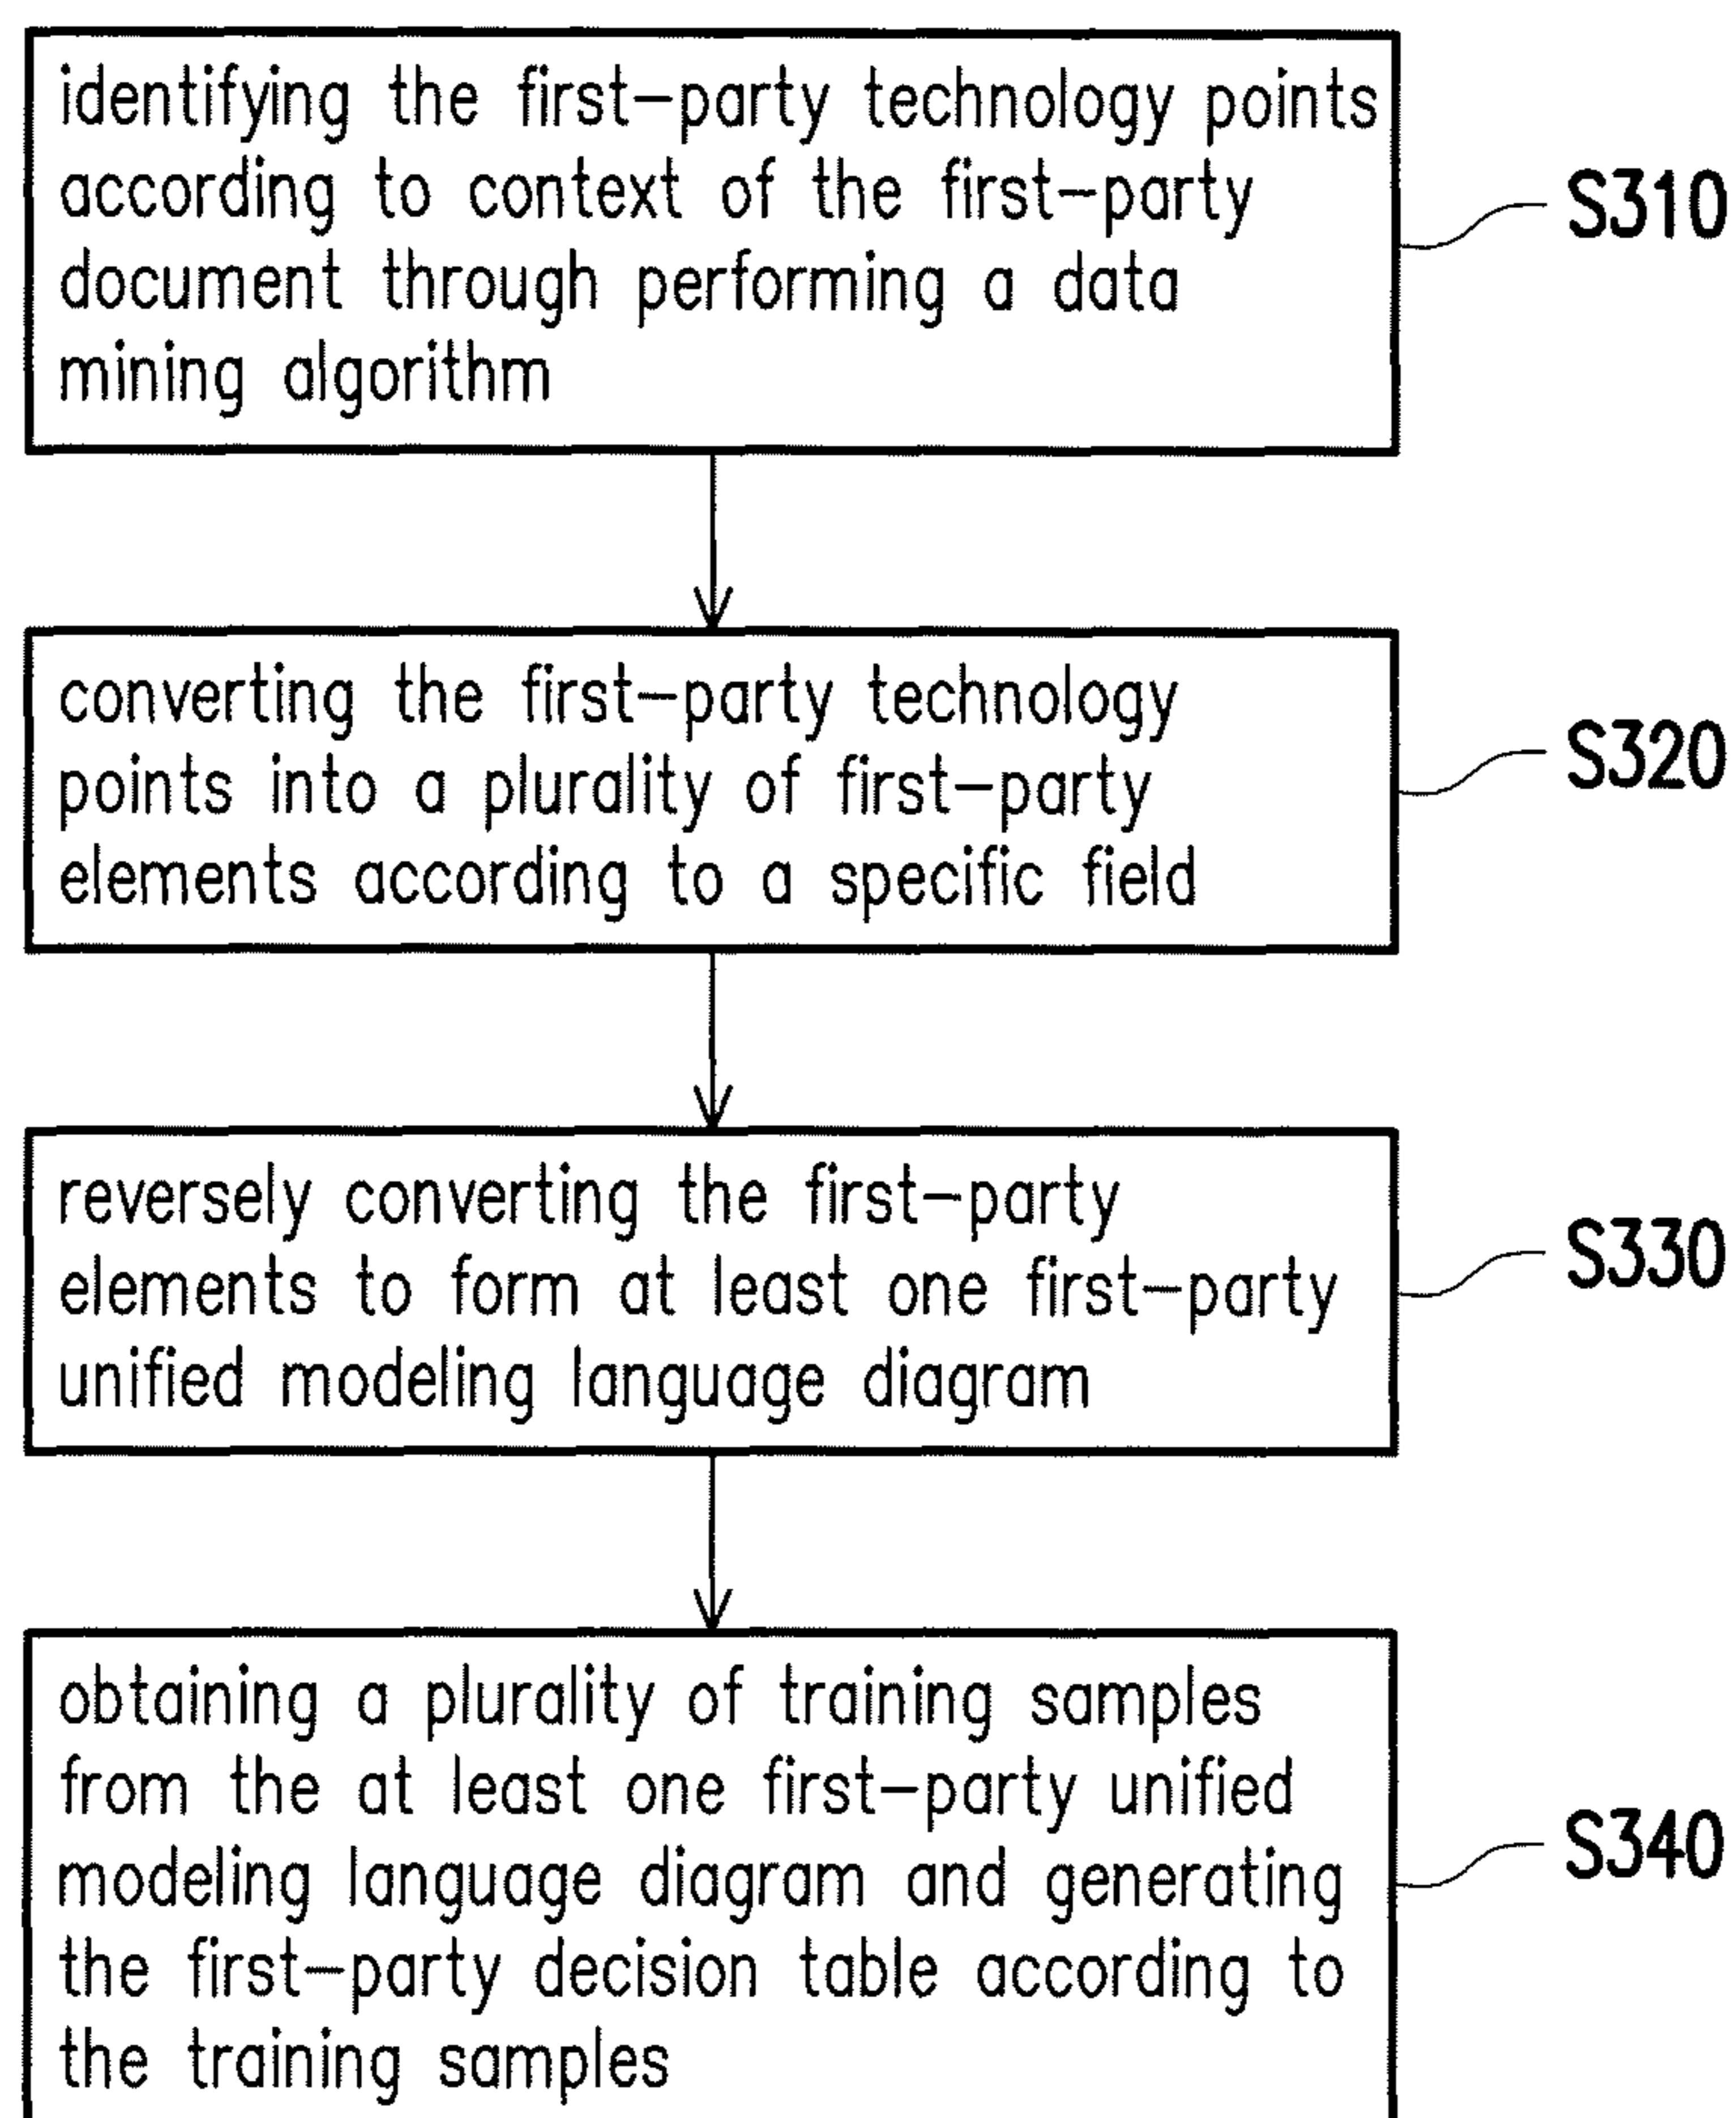 identifying the first-party technology points
according to context of the first-party
document through performing a data
mining algorithm
S310
converting the first-party technology
points into a plurality of first-party
elements according to a specific field
S320
reversely converting the first-party
elements to form at least one first-party
unified modeling language diagram
S330
obtaining a plurality of training samples
from the at least one first-party unified
modeling language diagram and generating
the first-party decision table according to
the training samples
S340